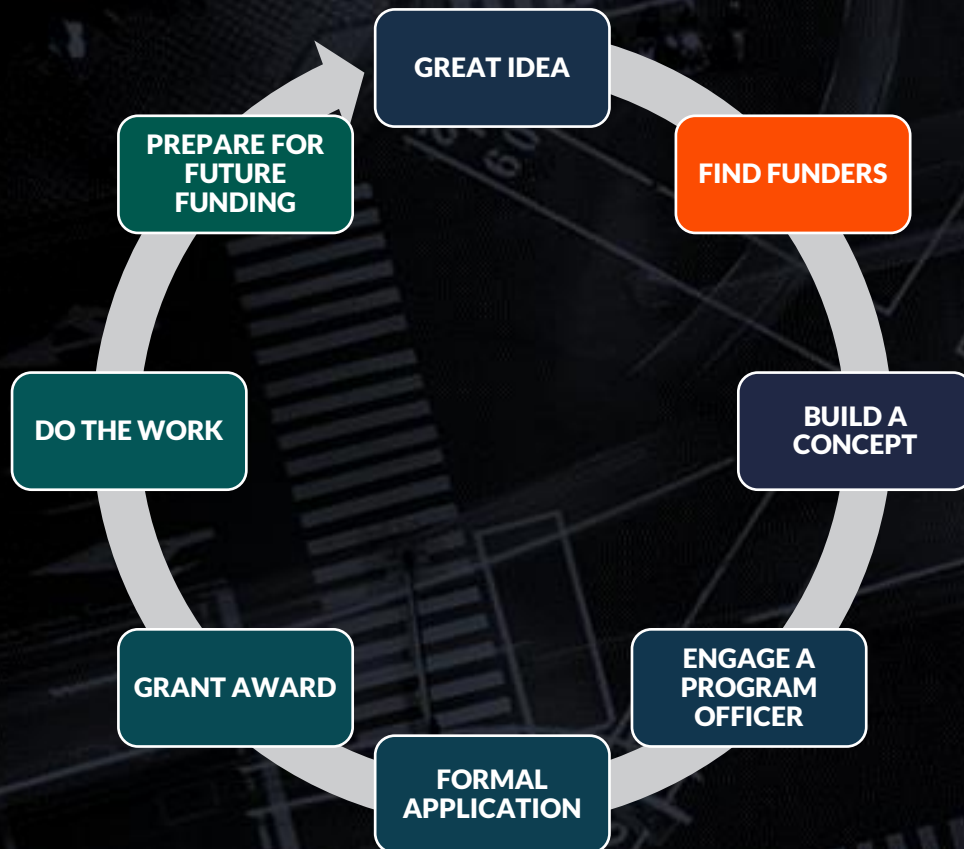 GREAT IDEA
FIND FUNDERS
BUILD A
CONCEPT
ENGAGE A
PROGRAM
OFFICER
FORMAL
APPLICATION
GRANT AWARD
DO THE WORK
PREPARE FOR
FUTURE
FUNDING
60